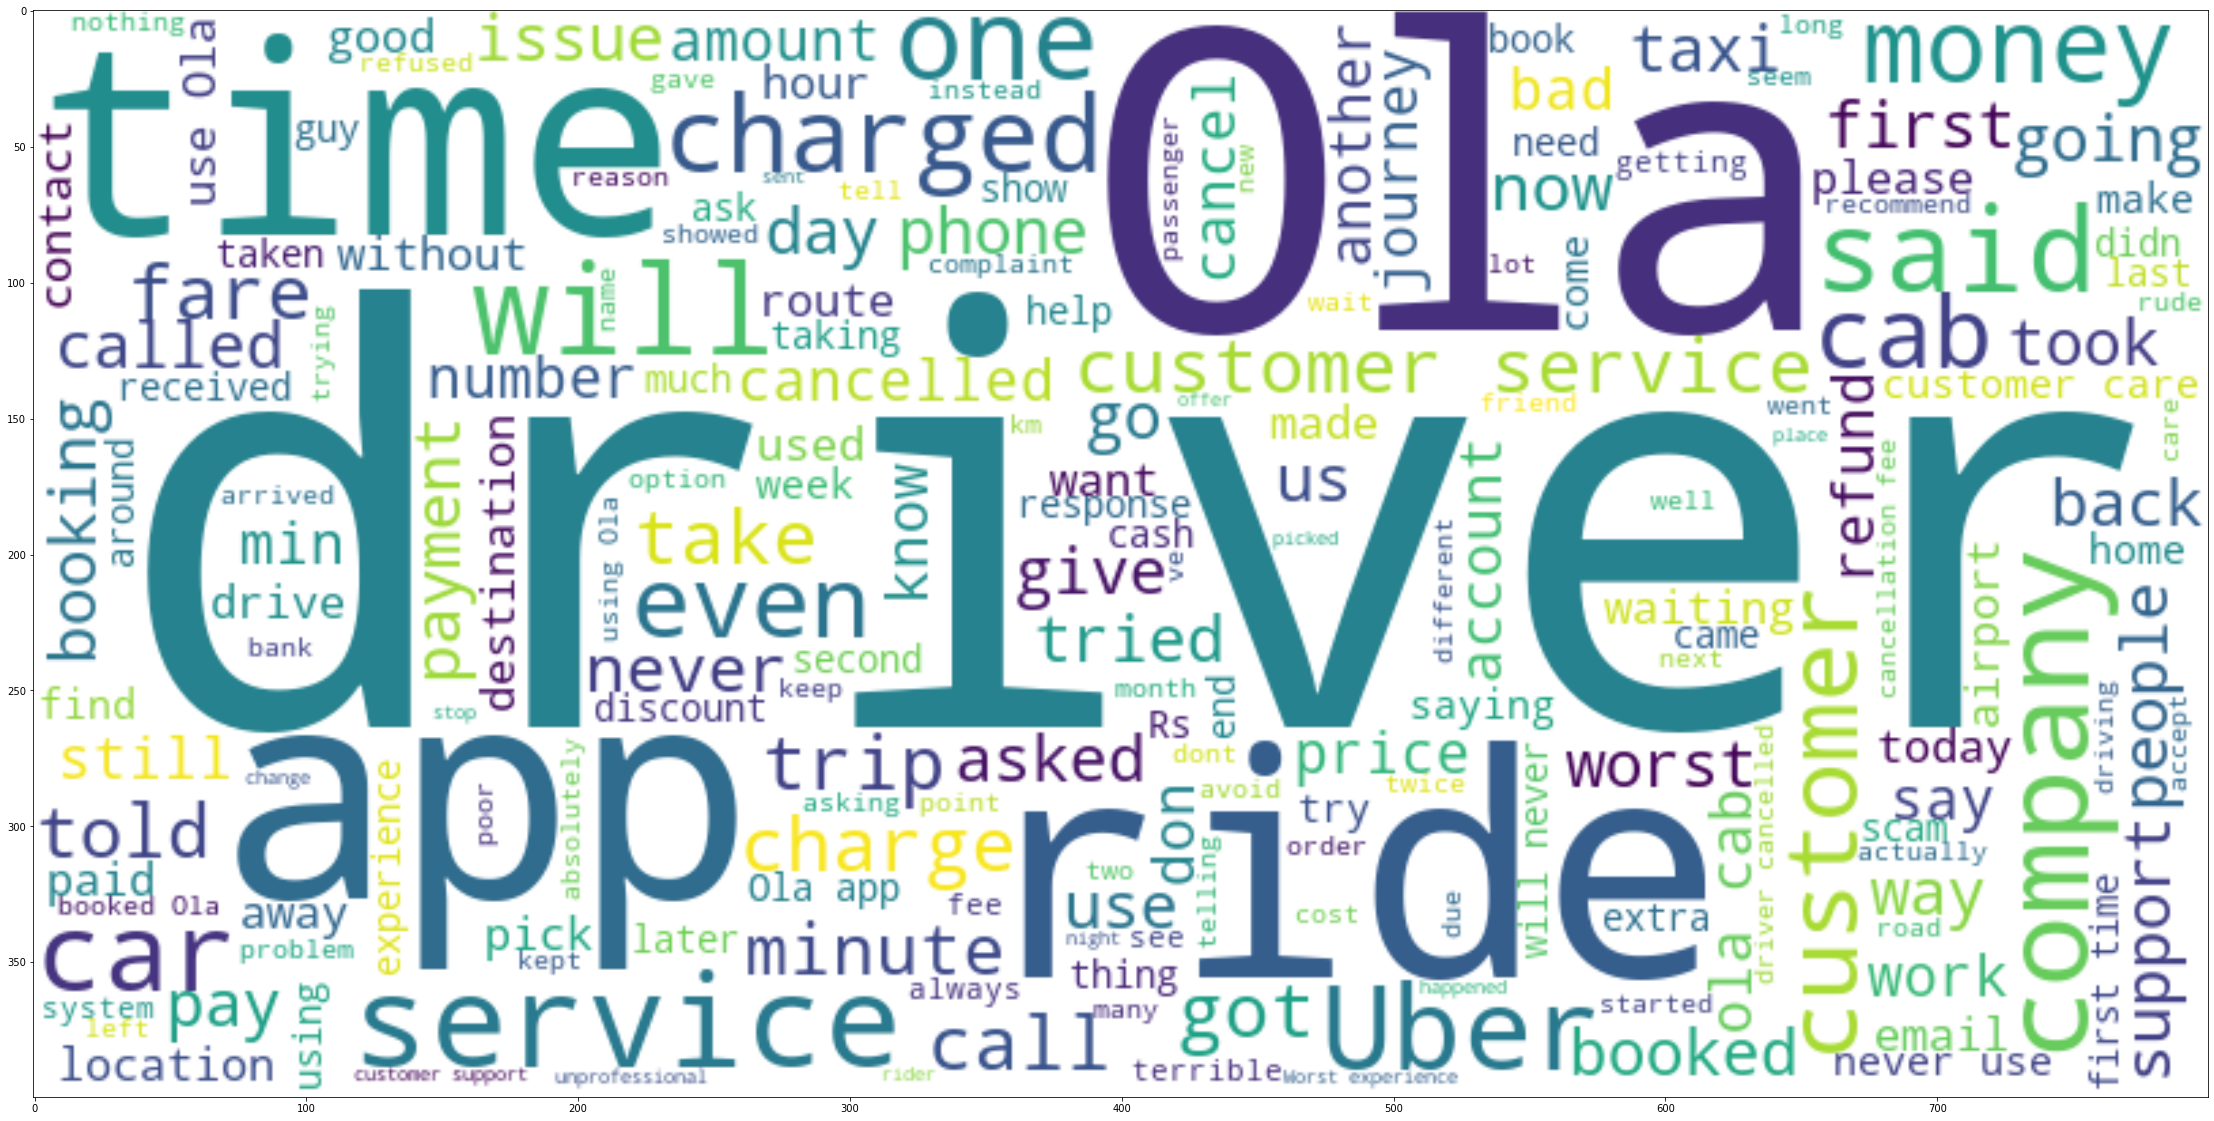 nothing
use Ola
good
refused
issue
amount
one
Ola
book
taxi
long
money
time
gave
hour
instead
another
journey
cancel
bad
seem
guy
charged
passenger
new
need
first
going
contact
reason
sent
tell
show
now
getting
please
recommend
make
ask
showed
day
phone
said
didn
taken
without
complaint
come
lot
last
fare
will
name
route
wait
rude
taking
help
cab
took
called
trying
received
number
much
cancelled
customer service
customer care
driver
offer
friend
went
care
booking
around
payment
destination
used
km
go
made
place
refund
arrived
option
week
know
want
us
account
well
cancellation fee
back
response
min
using Ola
take
cash
picked
different
home
drive
even
give
ve
waiting
airport
company
people
bank
tried
came
never
second
next
customer
find
stop
discount
keep
month
end
saying
driving
accept
still
app
trip
asked
Rs
dont
price
worst
today
change
absolutely
ride
avoid
twice
will never
driver cancelled
told
experience
poor
asking
point
don
try
ola cab
say
scam
support
charge
order
actually
paid
Ola app
two
telling
use
cost
due
way
booked Ola
away
fee
extra
road
first time
car
problem
pick
later
minute
night
see
kept
thing
work
system
pay
using
service
always
many
got
happened
Uber
started
left
call
booked
email
location
customer support
unprofessional
rider
terrible
Worst experience
never use
0
50
100
150
200
250
300
350
0 100 200 300 400 500 600 700